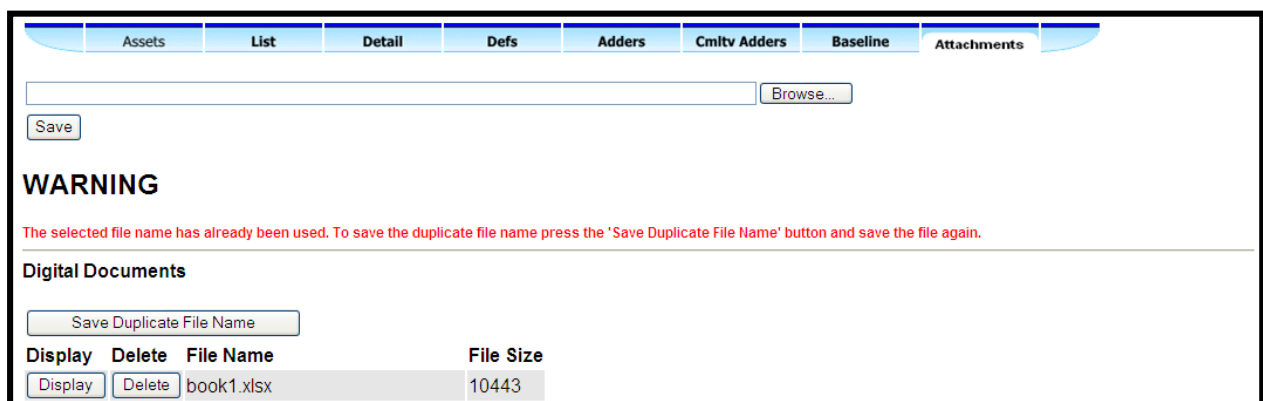 Assets List Detail Defs Adders Cmltv Adders Baseline Attachments
Browse...
Save
WARNING
The selected file name has already been used. To save the duplicate file name press the 'Save Duplicate File Name' button and save the file again.
Digital Documents
Save Duplicate File Name
Display Delete File Name File Size
Display Delete book1.xlsx 10443